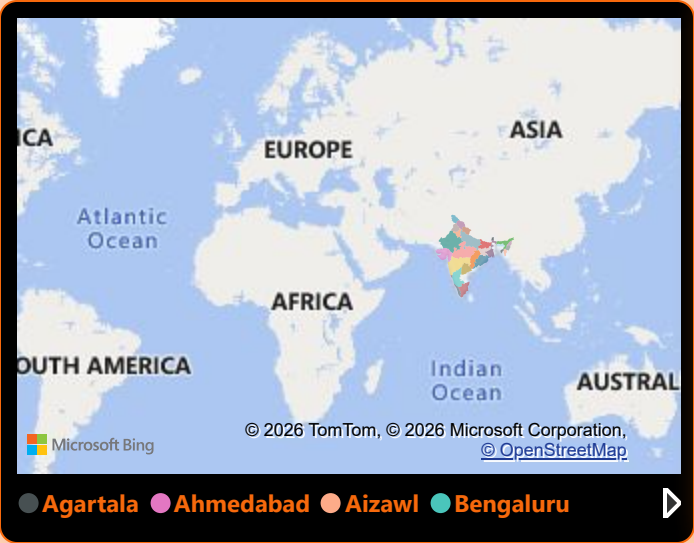 ICA
EUROPE
ASIA
Atlantic
Ocean
AFRICA
OUTH AMERICA
Indian
Ocean
AUSTRAL
© 2026 TomTom, © 2026 Microsoft Corporation,
© OpenStreetMap
Microsoft Bing
Agartala Ahmedabad Aizawl Bengaluru